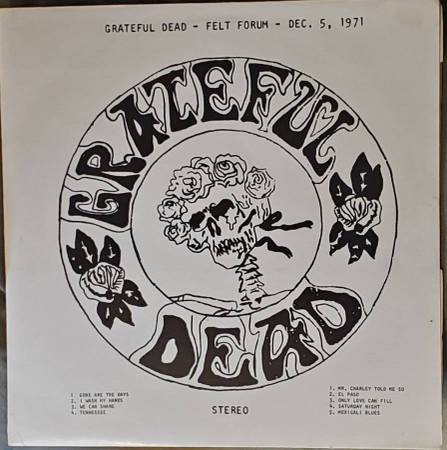 GRATEFUL DEAD - FELT FORUM - DEC. 5, 1971
GRATEFUL
DEAD
1 GONE ARE THE DAYS
2. I WASH MY HANDS
3. WE CAN SHARE
4. TENNESSEE
STEREO
1. MR. CHARLEY TOLD ME SO
2. EL PASO
3. ONLY LOVE CAN FILL
4. SATURDAY NIGHT
5. MEXICALI BLUES